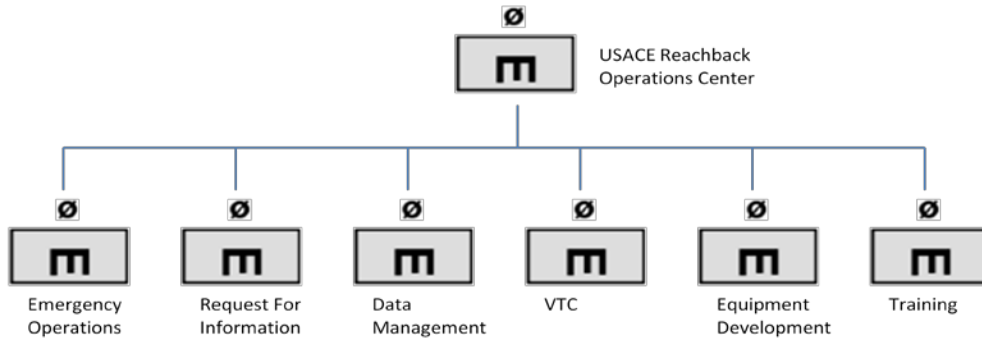 Ø
USACE Reachback
Operations Center
Ø Ø Ø Ø Ø Ø
Emergency
Operations
Request For
Information
Data
Management
VTC
Equipment
Development
Training